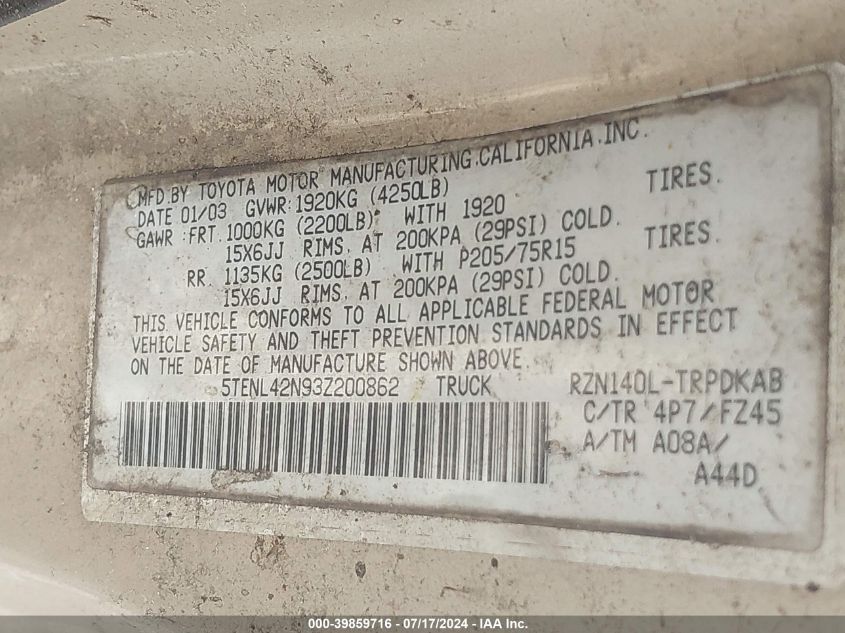 MFD.BY TOYOTA MOTOR MANUFACTURING.CALIFORNIA.INC.
DATE 01/03 GVWR:1920KG (4250LB)
GAWR :FRT.1000KG (2200LB) WITH 1920 TIRES.
15X6JJ RIMS. AT 200KPA (29PSI) COLD.
RR. 1135KG (2500LB) WITH P205/75R15 TIRES.
15X6JJ RIMS. AT 200KPA (29PSI) COLD.
THIS VEHICLE CONFORMS TO ALL APPLICABLE FEDERAL MOTOR
VEHICLE SAFETY AND THEFT PREVENTION STANDARDS IN EFFECT
ON THE DATE OF MANUFACTURE SHOWN ABOVE.
5TENL42N93Z200862 TRUCK RZN140L-TRPDKAB
C/TR 4P7/FZ45
A/TM A08A/
A44D
000-39859716 - 07/17/2024 - IAA Inc.